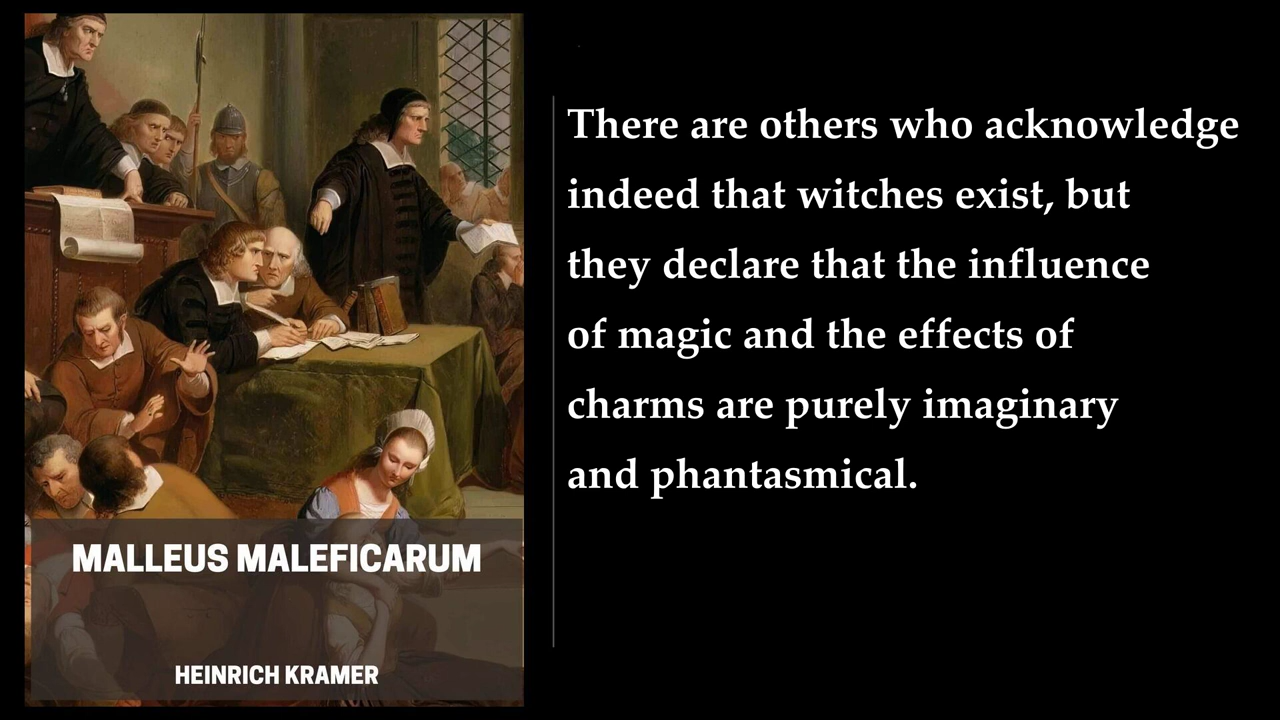 MALLEUS MALEFICARUM
HEINRICH KRAMER
There are others who acknowledge
indeed that witches exist, but
they declare that the influence
of magic and the effects of
charms are purely imaginary
and phantasmical.